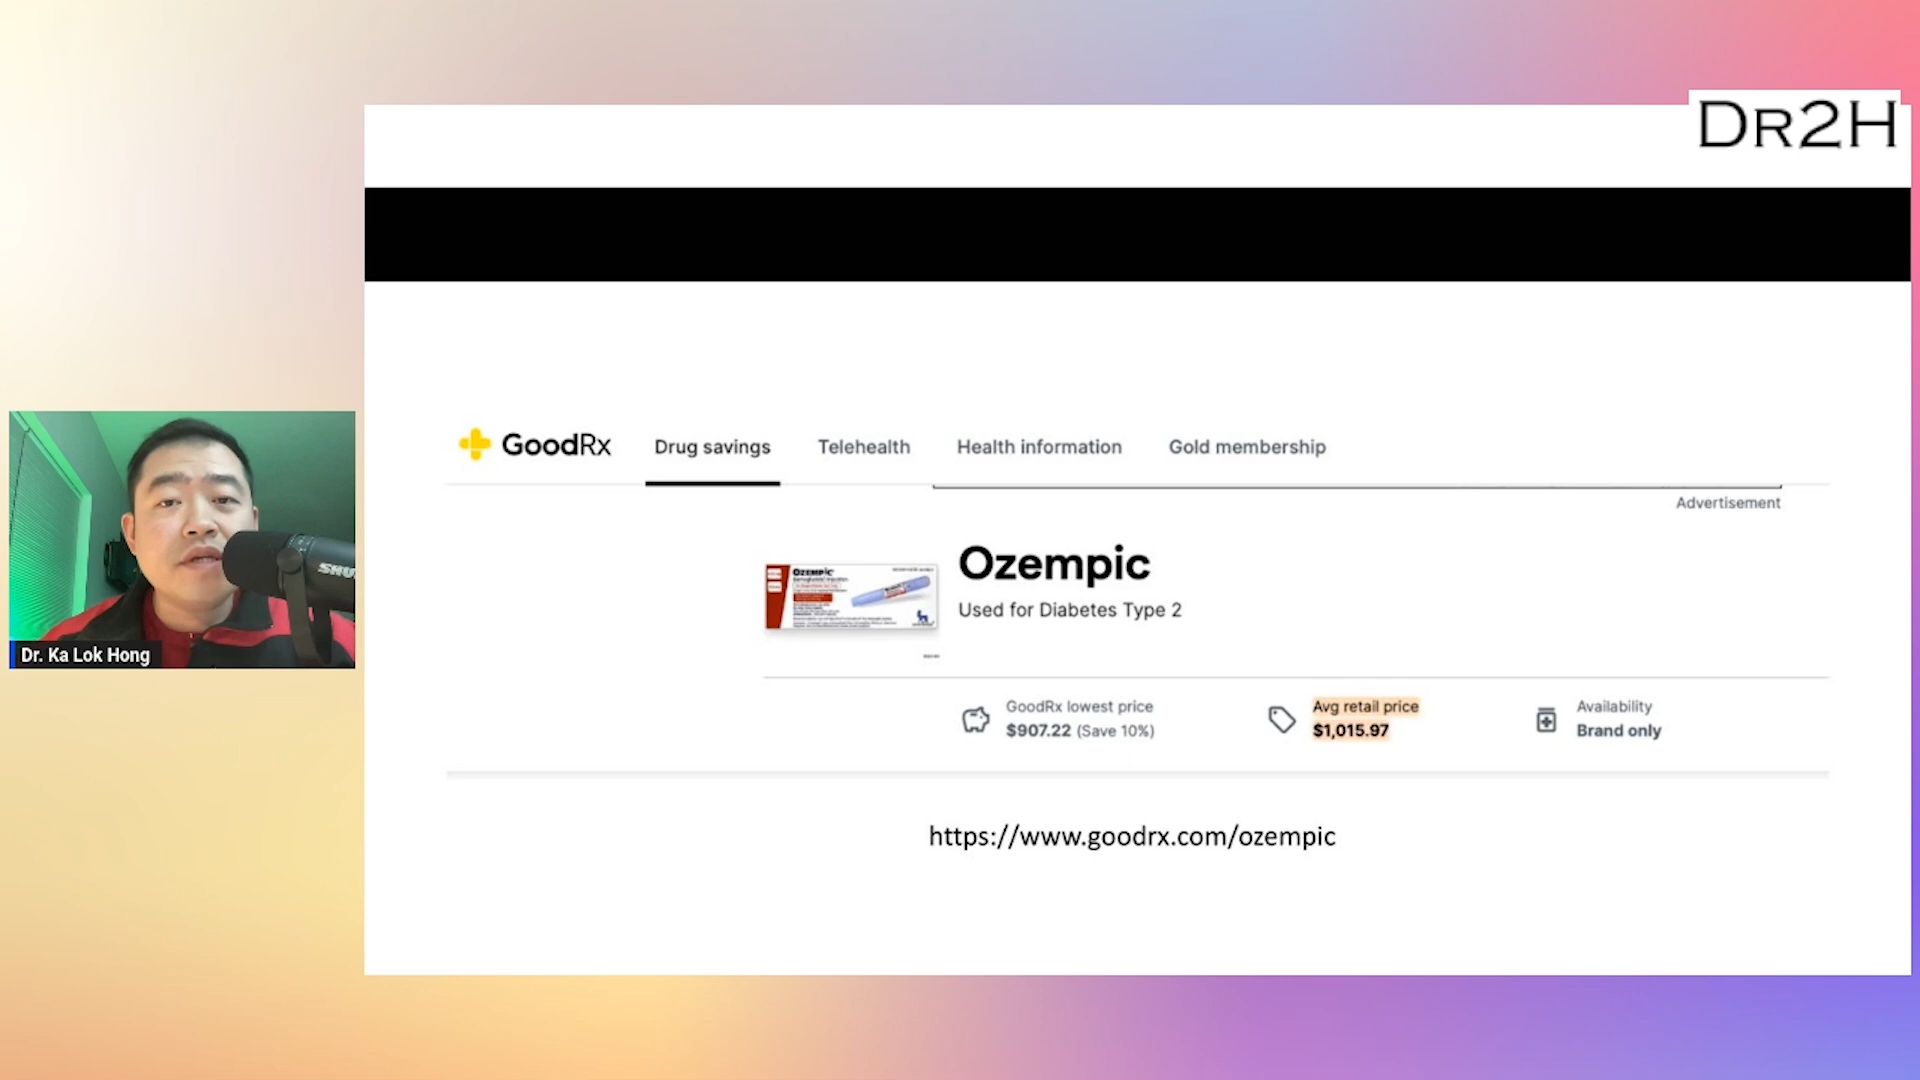 DR2H
GoodRx
Drug savings
Telehealth
Health information
Gold membership
Advertisement
OZEMPIC
Ozempic
Used for Diabetes Type 2
GoodRx lowest price
$907.22 (Save 10%)
Avg retail price
$1,015.97
Availability
Brand only
https://www.goodrx.com/ozempic
SHU
Dr. Ka Lok Hong